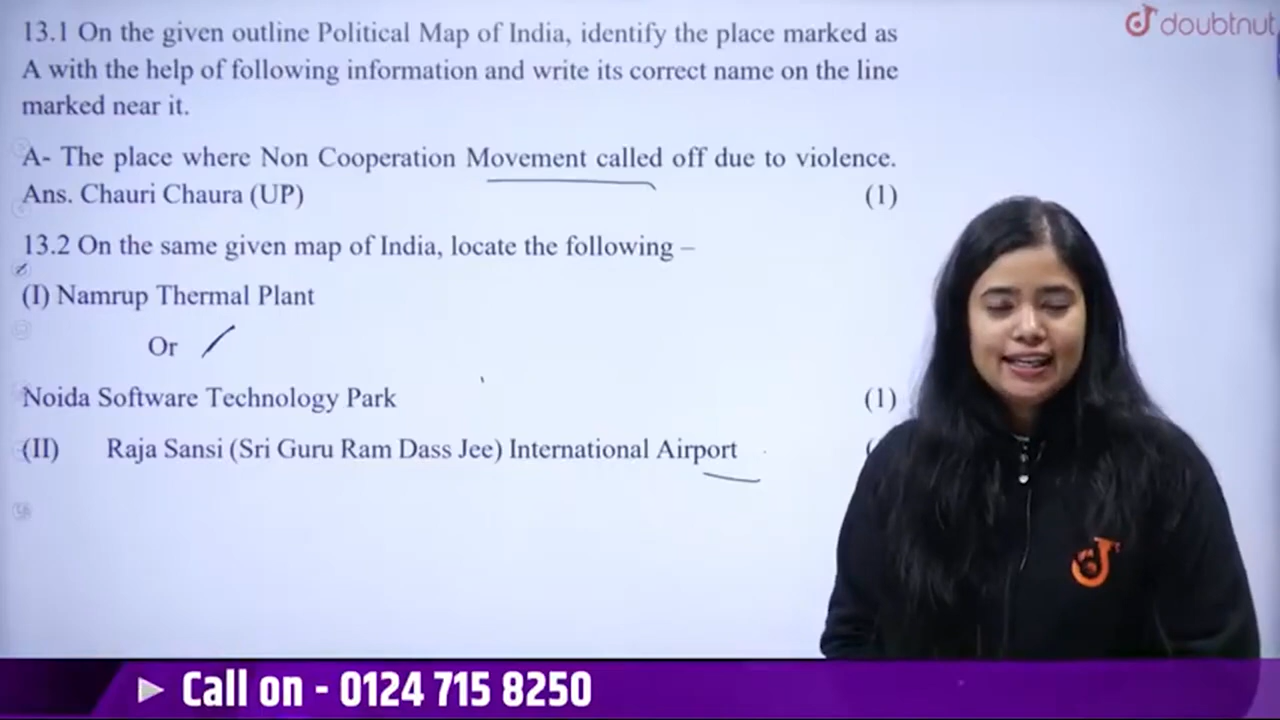 13.1 On the given outline Political Map of India, identify the place marked as
A with the help of following information and write its correct name on the line
marked near it.
A- The place where Non Cooperation Movement called off due to violence.
Ans. Chauri Chaura (UP) (1)
13.2 On the same given map of India, locate the following –
(I) Namrup Thermal Plant
Or
Noida Software Technology Park (1)
(II) Raja Sansi (Sri Guru Ram Dass Jee) International Airport
doubtnut
Call on - 0124 715 8250